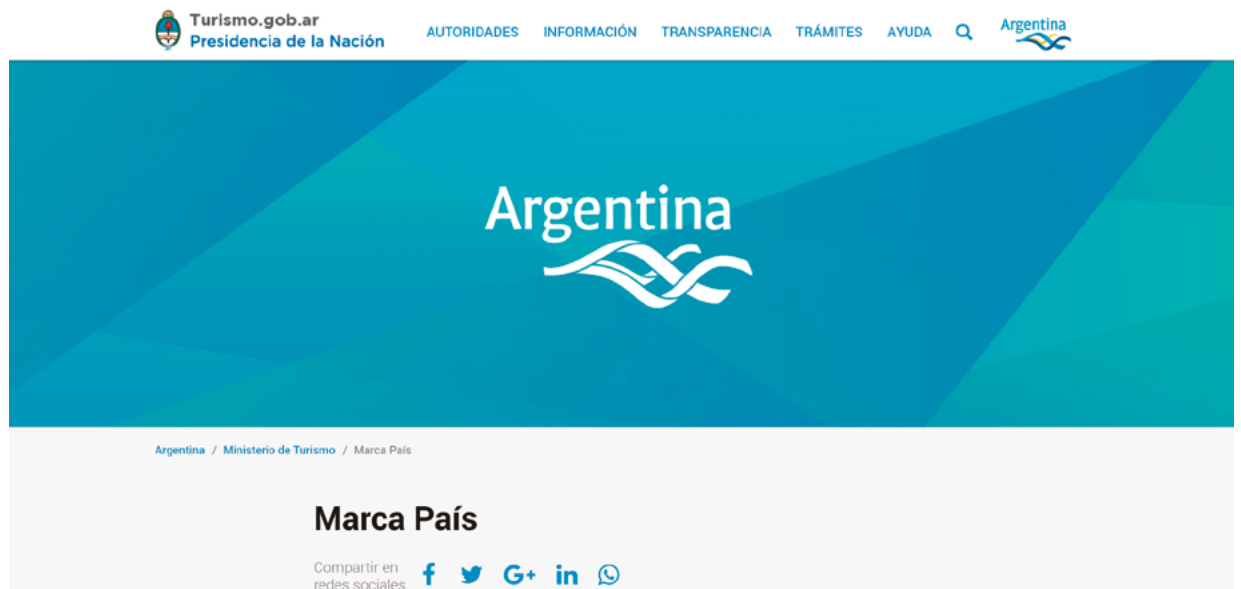 Turismo.gob.ar
Presidencia de la Nación
AUTORIDADES INFORMACIÓN TRANSPARENCIA TRÁMITES AYUDA
Argentina
Argentina
Argentina / Ministerio de Turismo / Marca País
Marca País
Compartir en
redes sociales